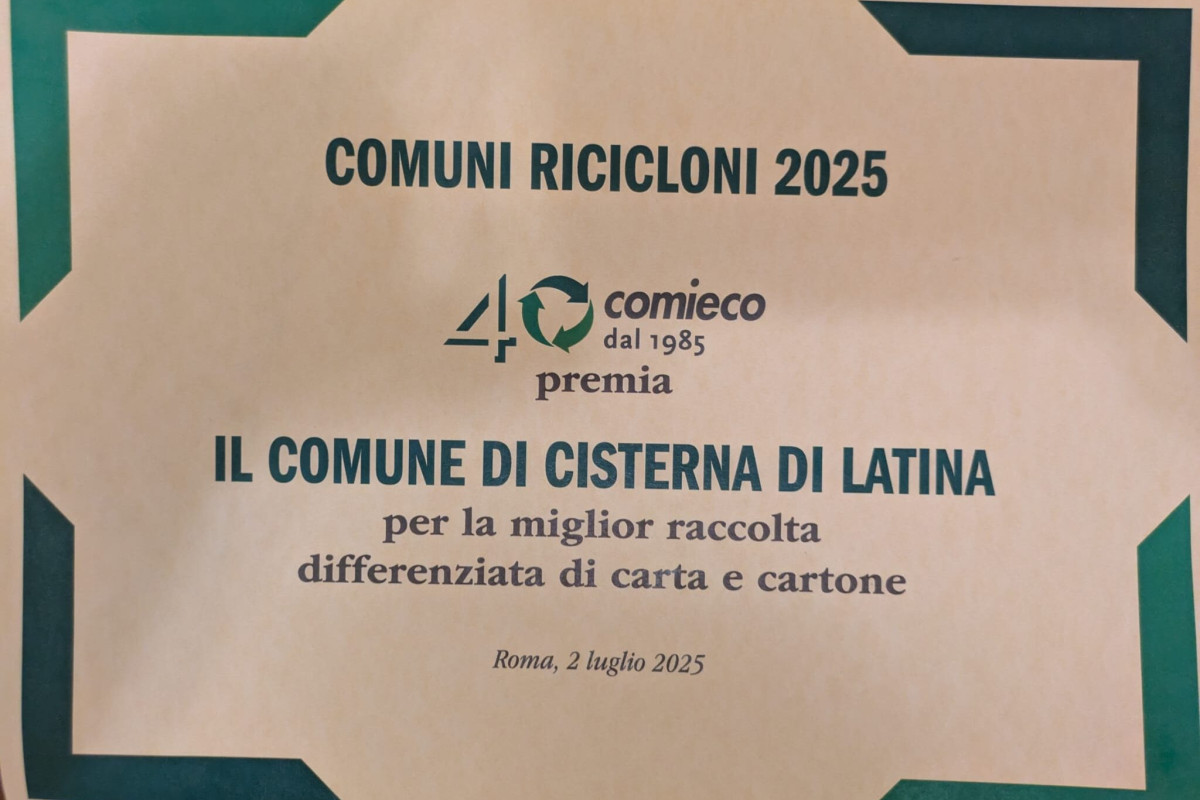 COMUNI RICICLONI 2025
40 comieco
dal 1985
premia
IL COMUNE DI CISTERNA DI LATINA
per la miglior raccolta
differenziata di carta e cartone
Roma, 2 luglio 2025